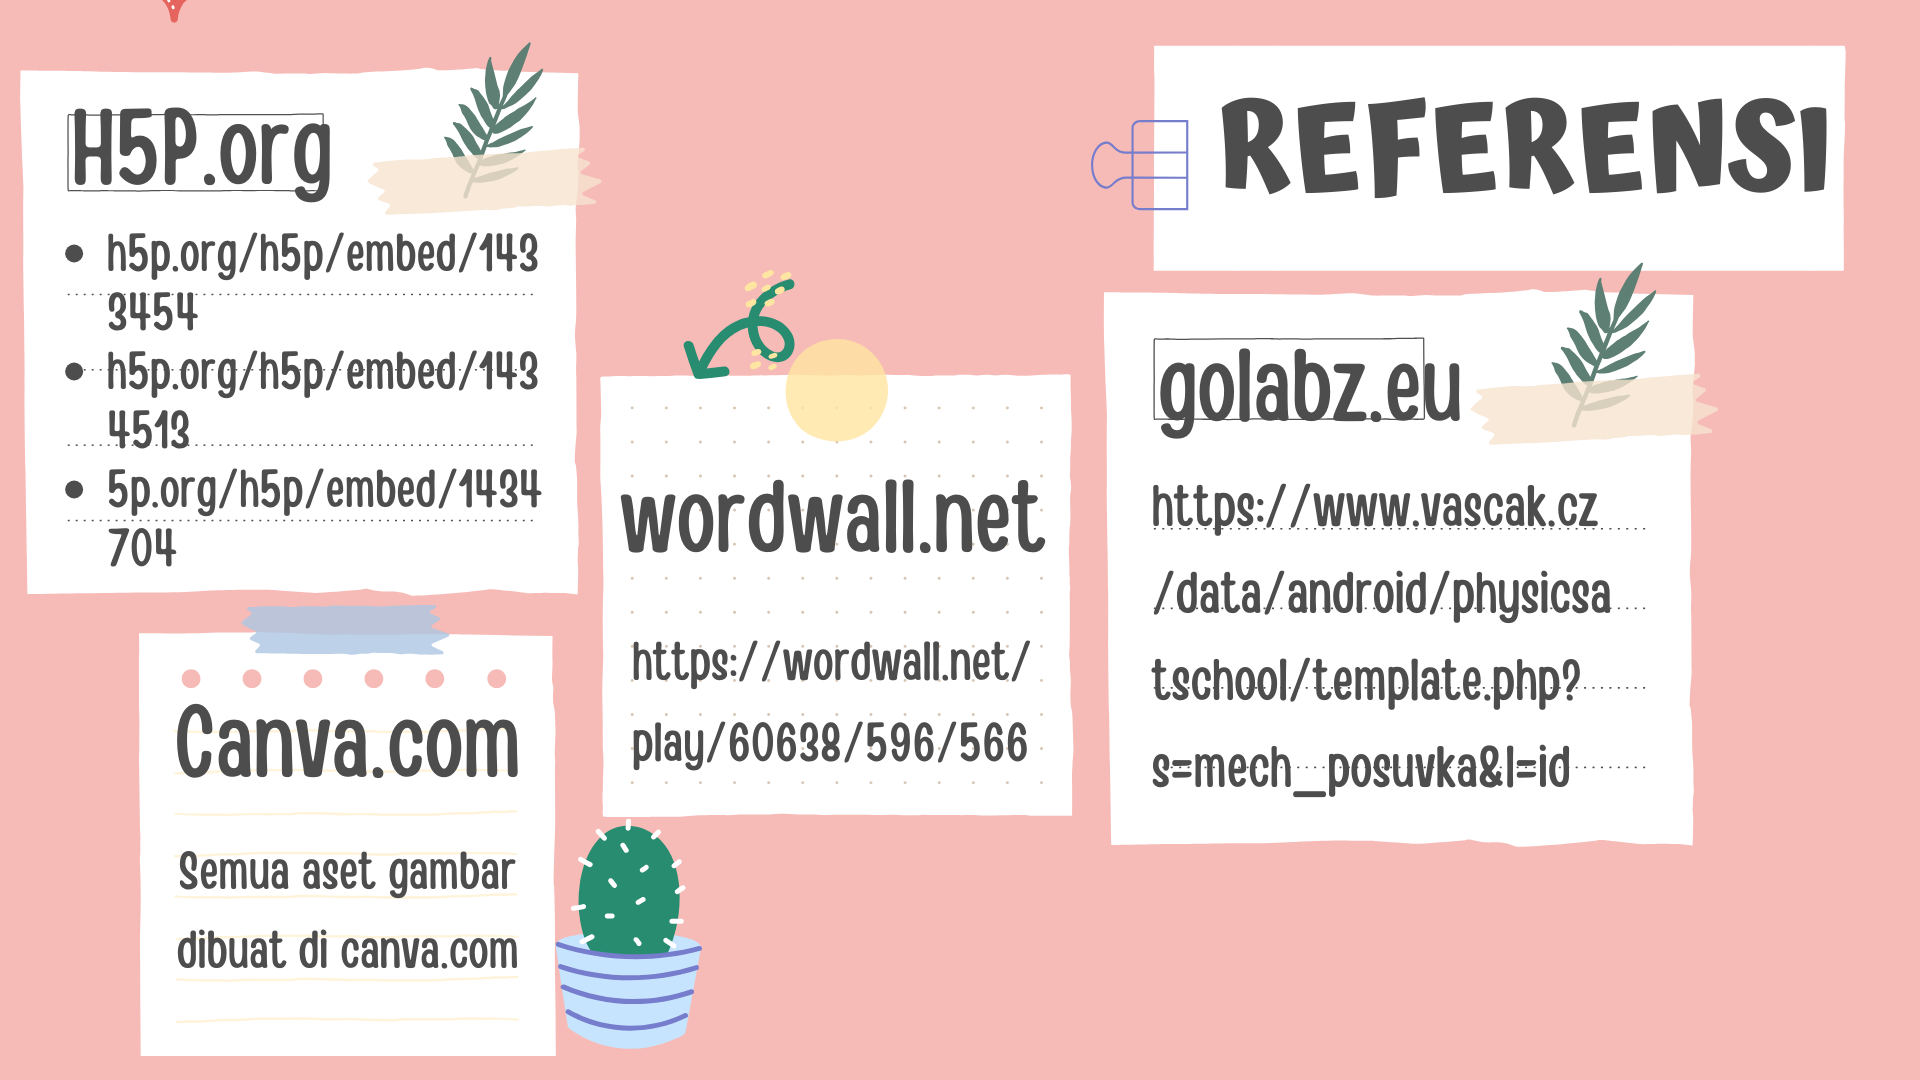 REFERENSI
H5P.org
h5p.org/h5p/embed/143
3454
h5p.org/h5p/embed/143
4513
5p.org/h5p/embed/1434
704
Canva.com
Semua aset gambar
dibuat di canva.com
wordwall.net
https://wordwall.net/
play/60638/596/566
golabz.eu
https://www.vascak.cz
/data/android/physicsa
tschool/template.php?
s=mech_posuvka&l=id